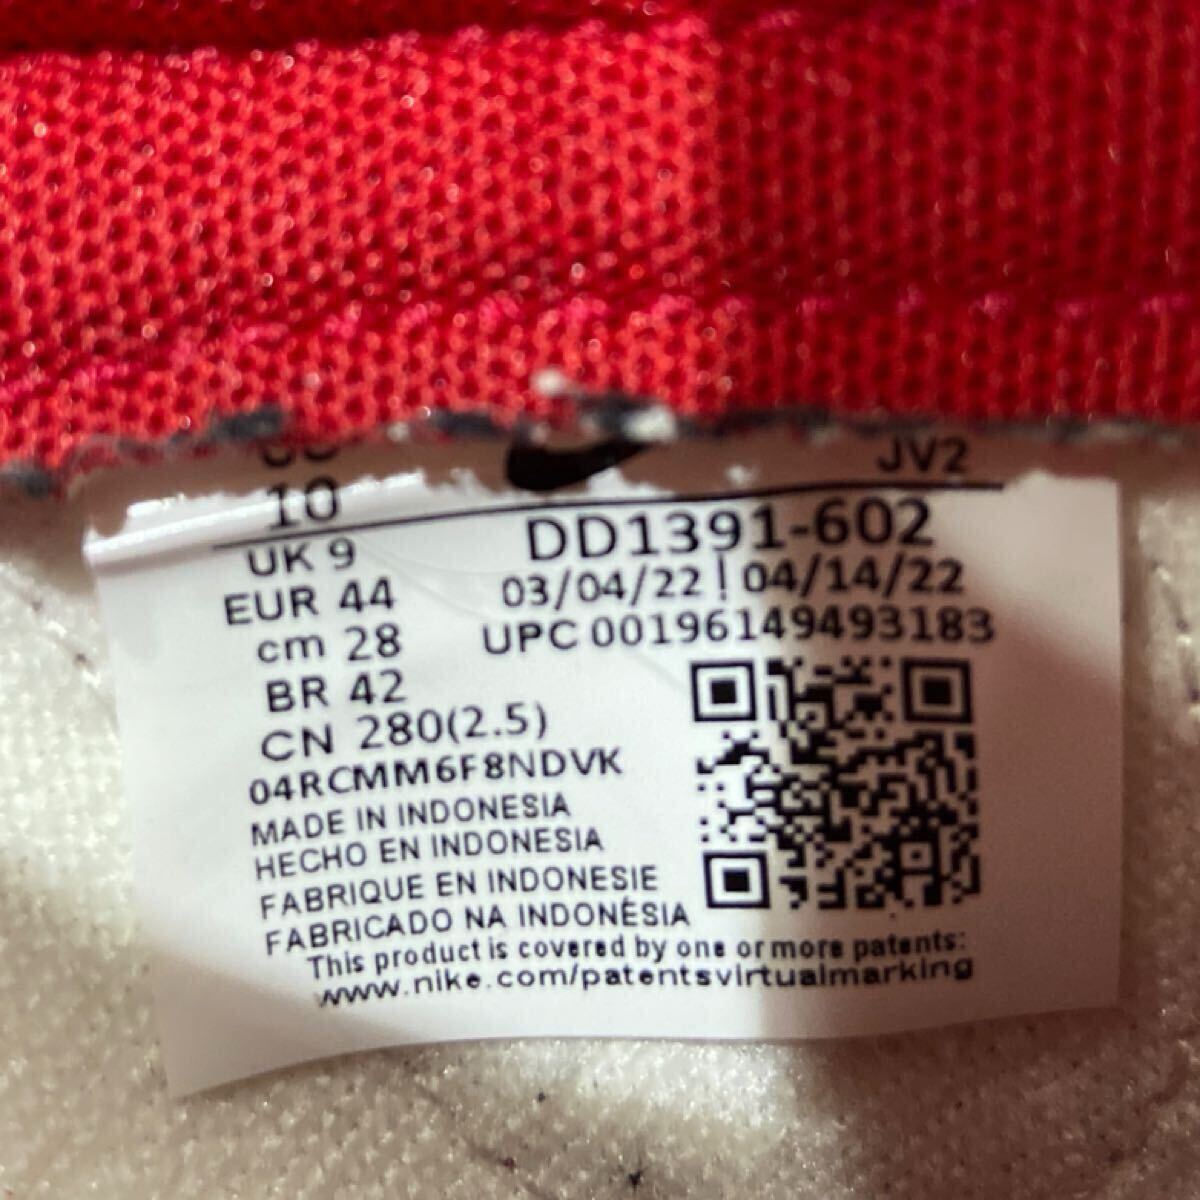 JV2
10
UK 9
EUR 44
cm 28
BR 42
CN 280(2.5)
DD1391-602
03/04/22 | 04/14/22
UPC 00196149493183
04RCMM6F8NDVK
MADE IN INDONESIA
HECHO EN INDONESIA
FABRIQUE EN INDONESIE
FABRICADO NA INDONÉSIA
This product is covered by one or more patents:
www.nike.com/patentsvirtualmarking